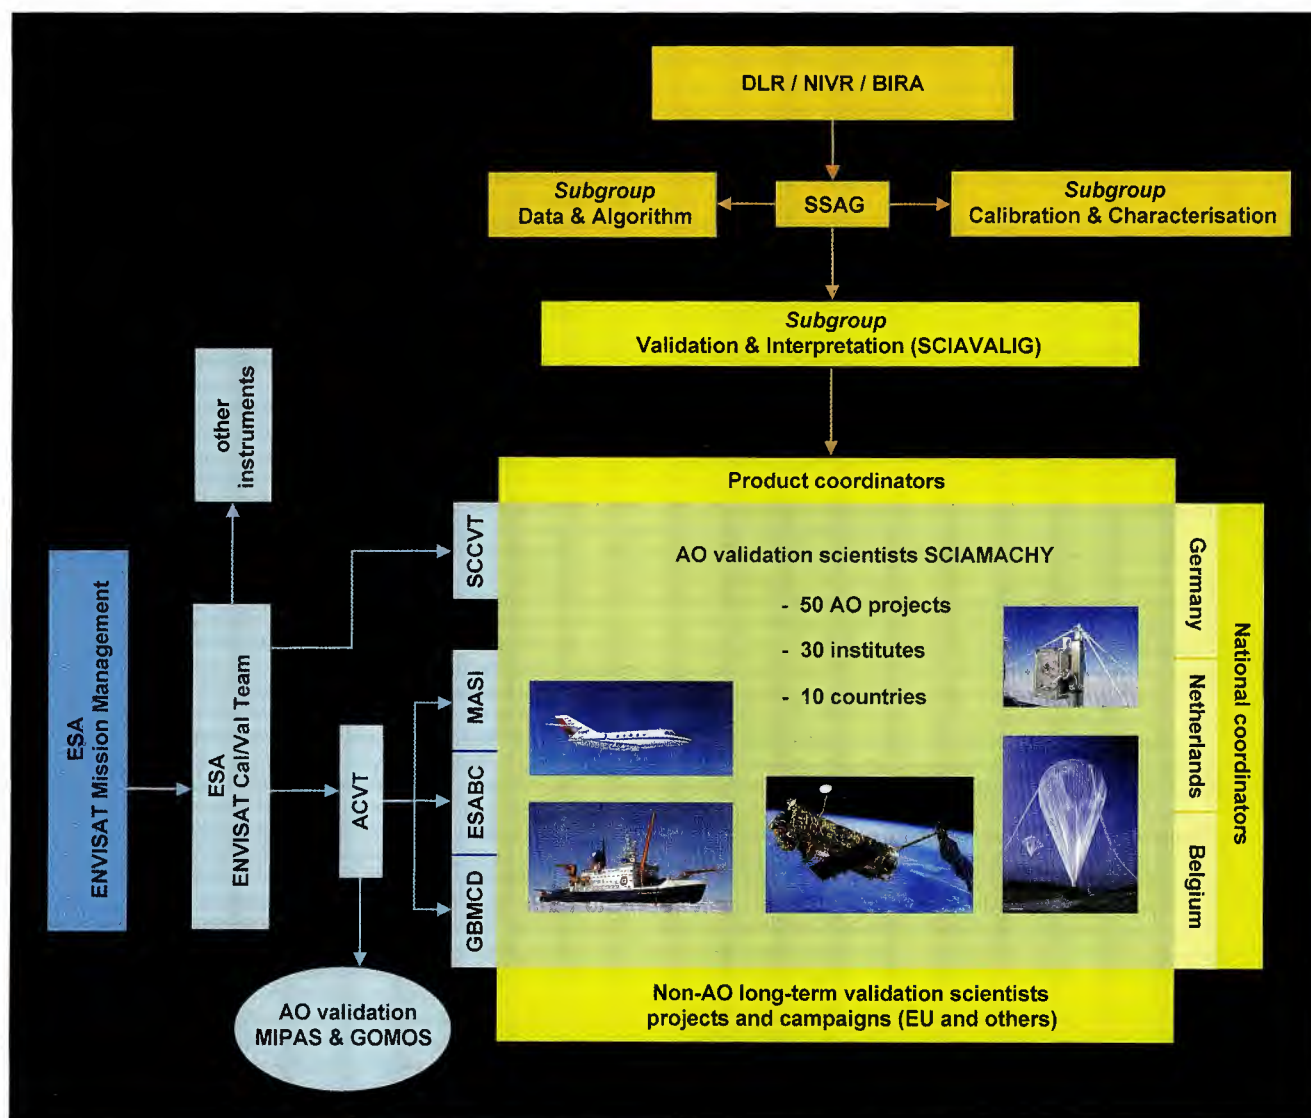 DLR / NIVR / BIRA
Subgroup
Data & Algorithm
SSAG
Subgroup
Calibration & Characterisation
Subgroup
Validation & Interpretation (SCIAVALIG)
other
instruments
Product coordinators
SCCVT
AO validation scientists SCIAMACHY
- 50 AO projects
- 30 institutes
- 10 countries
Germany
Netherlands
Belgium
National coordinators
ESA
ENVISAT Mission Management
ESA
ENVISAT Cal/Val Team
ACVT
MASI
ESABC
GBMCD
AO validation
MIPAS & GOMOS
Non-AO long-term validation scientists
projects and campaigns (EU and others)